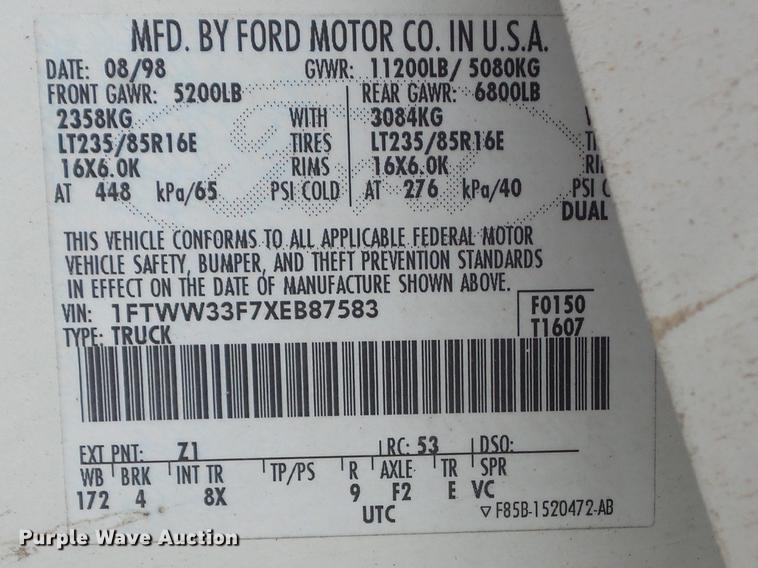 MFD. BY FORD MOTOR CO. IN U.S.A.
DATE: 08/98 GVWR: 11200LB/ 5080KG
FRONT GAWR: 5200LB REAR GAWR: 6800LB
2358KG WITH 3084KG
LT235/85R16E TIRES LT235/85R16E
16X6.0K RIMS 16X6.0K
AT 448 kPa/65 PSI COLD AT 276 kPa/40 PSI
DUAL
THIS VEHICLE CONFORMS TO ALL APPLICABLE FEDERAL MOTOR
VEHICLE SAFETY, BUMPER, AND THEFT PREVENTION STANDARDS
IN EFFECT ON THE DATE OF MANUFACTURE SHOWN ABOVE.
VIN: 1FTWW33F7XEB87583 F0150
TYPE: TRUCK T1607
EXT PNT: Z1 RC: 53 DSO:
WB BRK INT TR TP/PS R AXLE TR SPR
172 4 8X 9 F2 E VC
UTC ▽F85B-1520472-AB
Purple Wave Auction